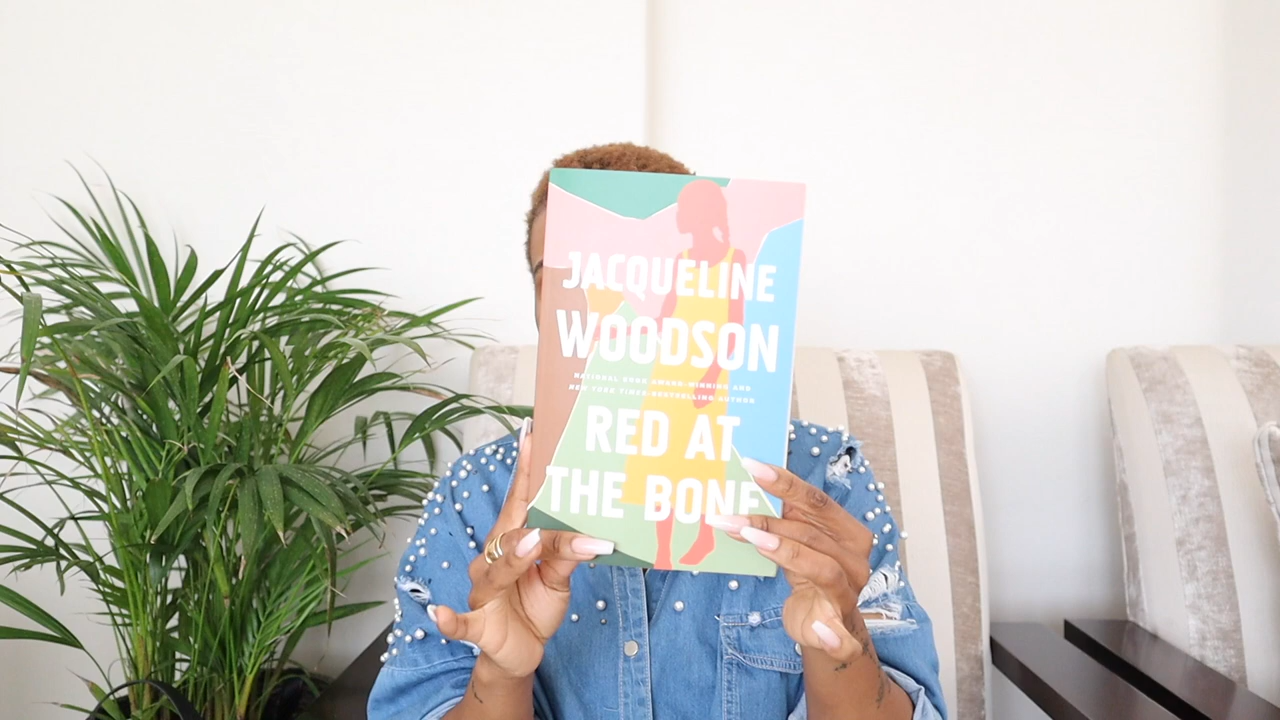 JACQUELINE
WOODSON
NATIONAL BOOK AWARD–WINNING AND
NEW YORK TIMES–BESTSELLING AUTHOR
RED AT
THE BONE